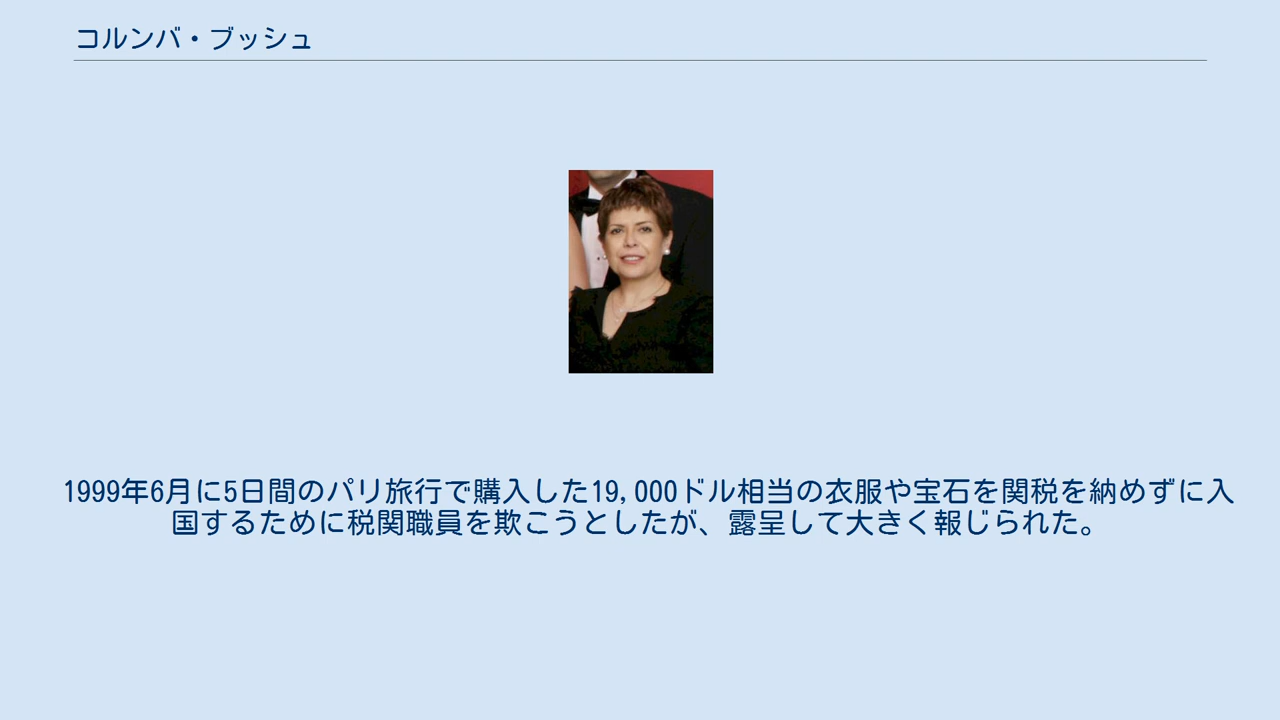 コルンバ・ブッシュ
1999年6月に5日間のパリ旅行で購入した19,000ドル相当の衣服や宝石を関税を納めずに入
国するために税関職員を欺こうとしたが、露呈して大きく報じられた。